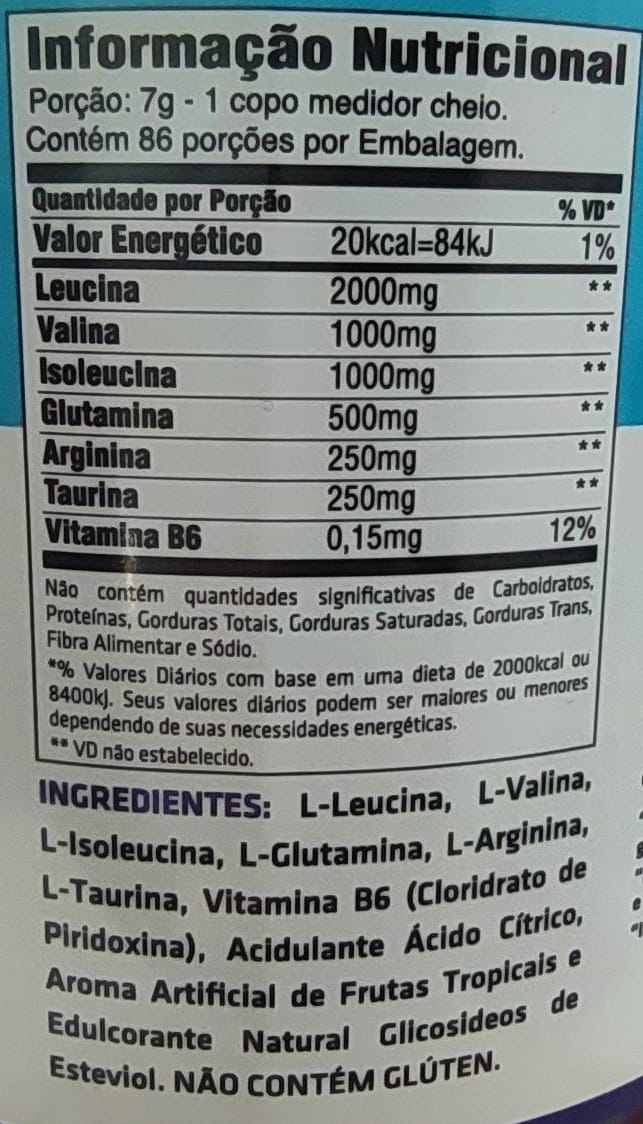 Informação Nutricional
Porção: 7g - 1 copo medidor cheio.
Contém 86 porções por Embalagem.
Quantidade por Porção % VD*
Valor Energético 20kcal=84kJ 1%
Leucina 2000mg **
Valina 1000mg **
Isoleucina 1000mg **
Glutamina 500mg **
Arginina 250mg **
Taurina 250mg **
Vitamina B6 0,15mg 12%
Não contém quantidades significativas de Carboidratos,
Proteínas, Gorduras Totais, Gorduras Saturadas, Gorduras Trans,
Fibra Alimentar e Sódio.
*% Valores Diários com base em uma dieta de 2000kcal ou
8400kJ. Seus valores diários podem ser maiores ou menores
dependendo de suas necessidades energéticas.
** VD não estabelecido.
INGREDIENTES: L-Leucina, L-Valina,
L-Isoleucina, L-Glutamina, L-Arginina,
L-Taurina, Vitamina B6 (Cloridrato de
Piridoxina), Acidulante Ácido Cítrico,
Aroma Artificial de Frutas Tropicais e
Edulcorante Natural Glicosideos de
Esteviol. NÃO CONTÉM GLÚTEN.